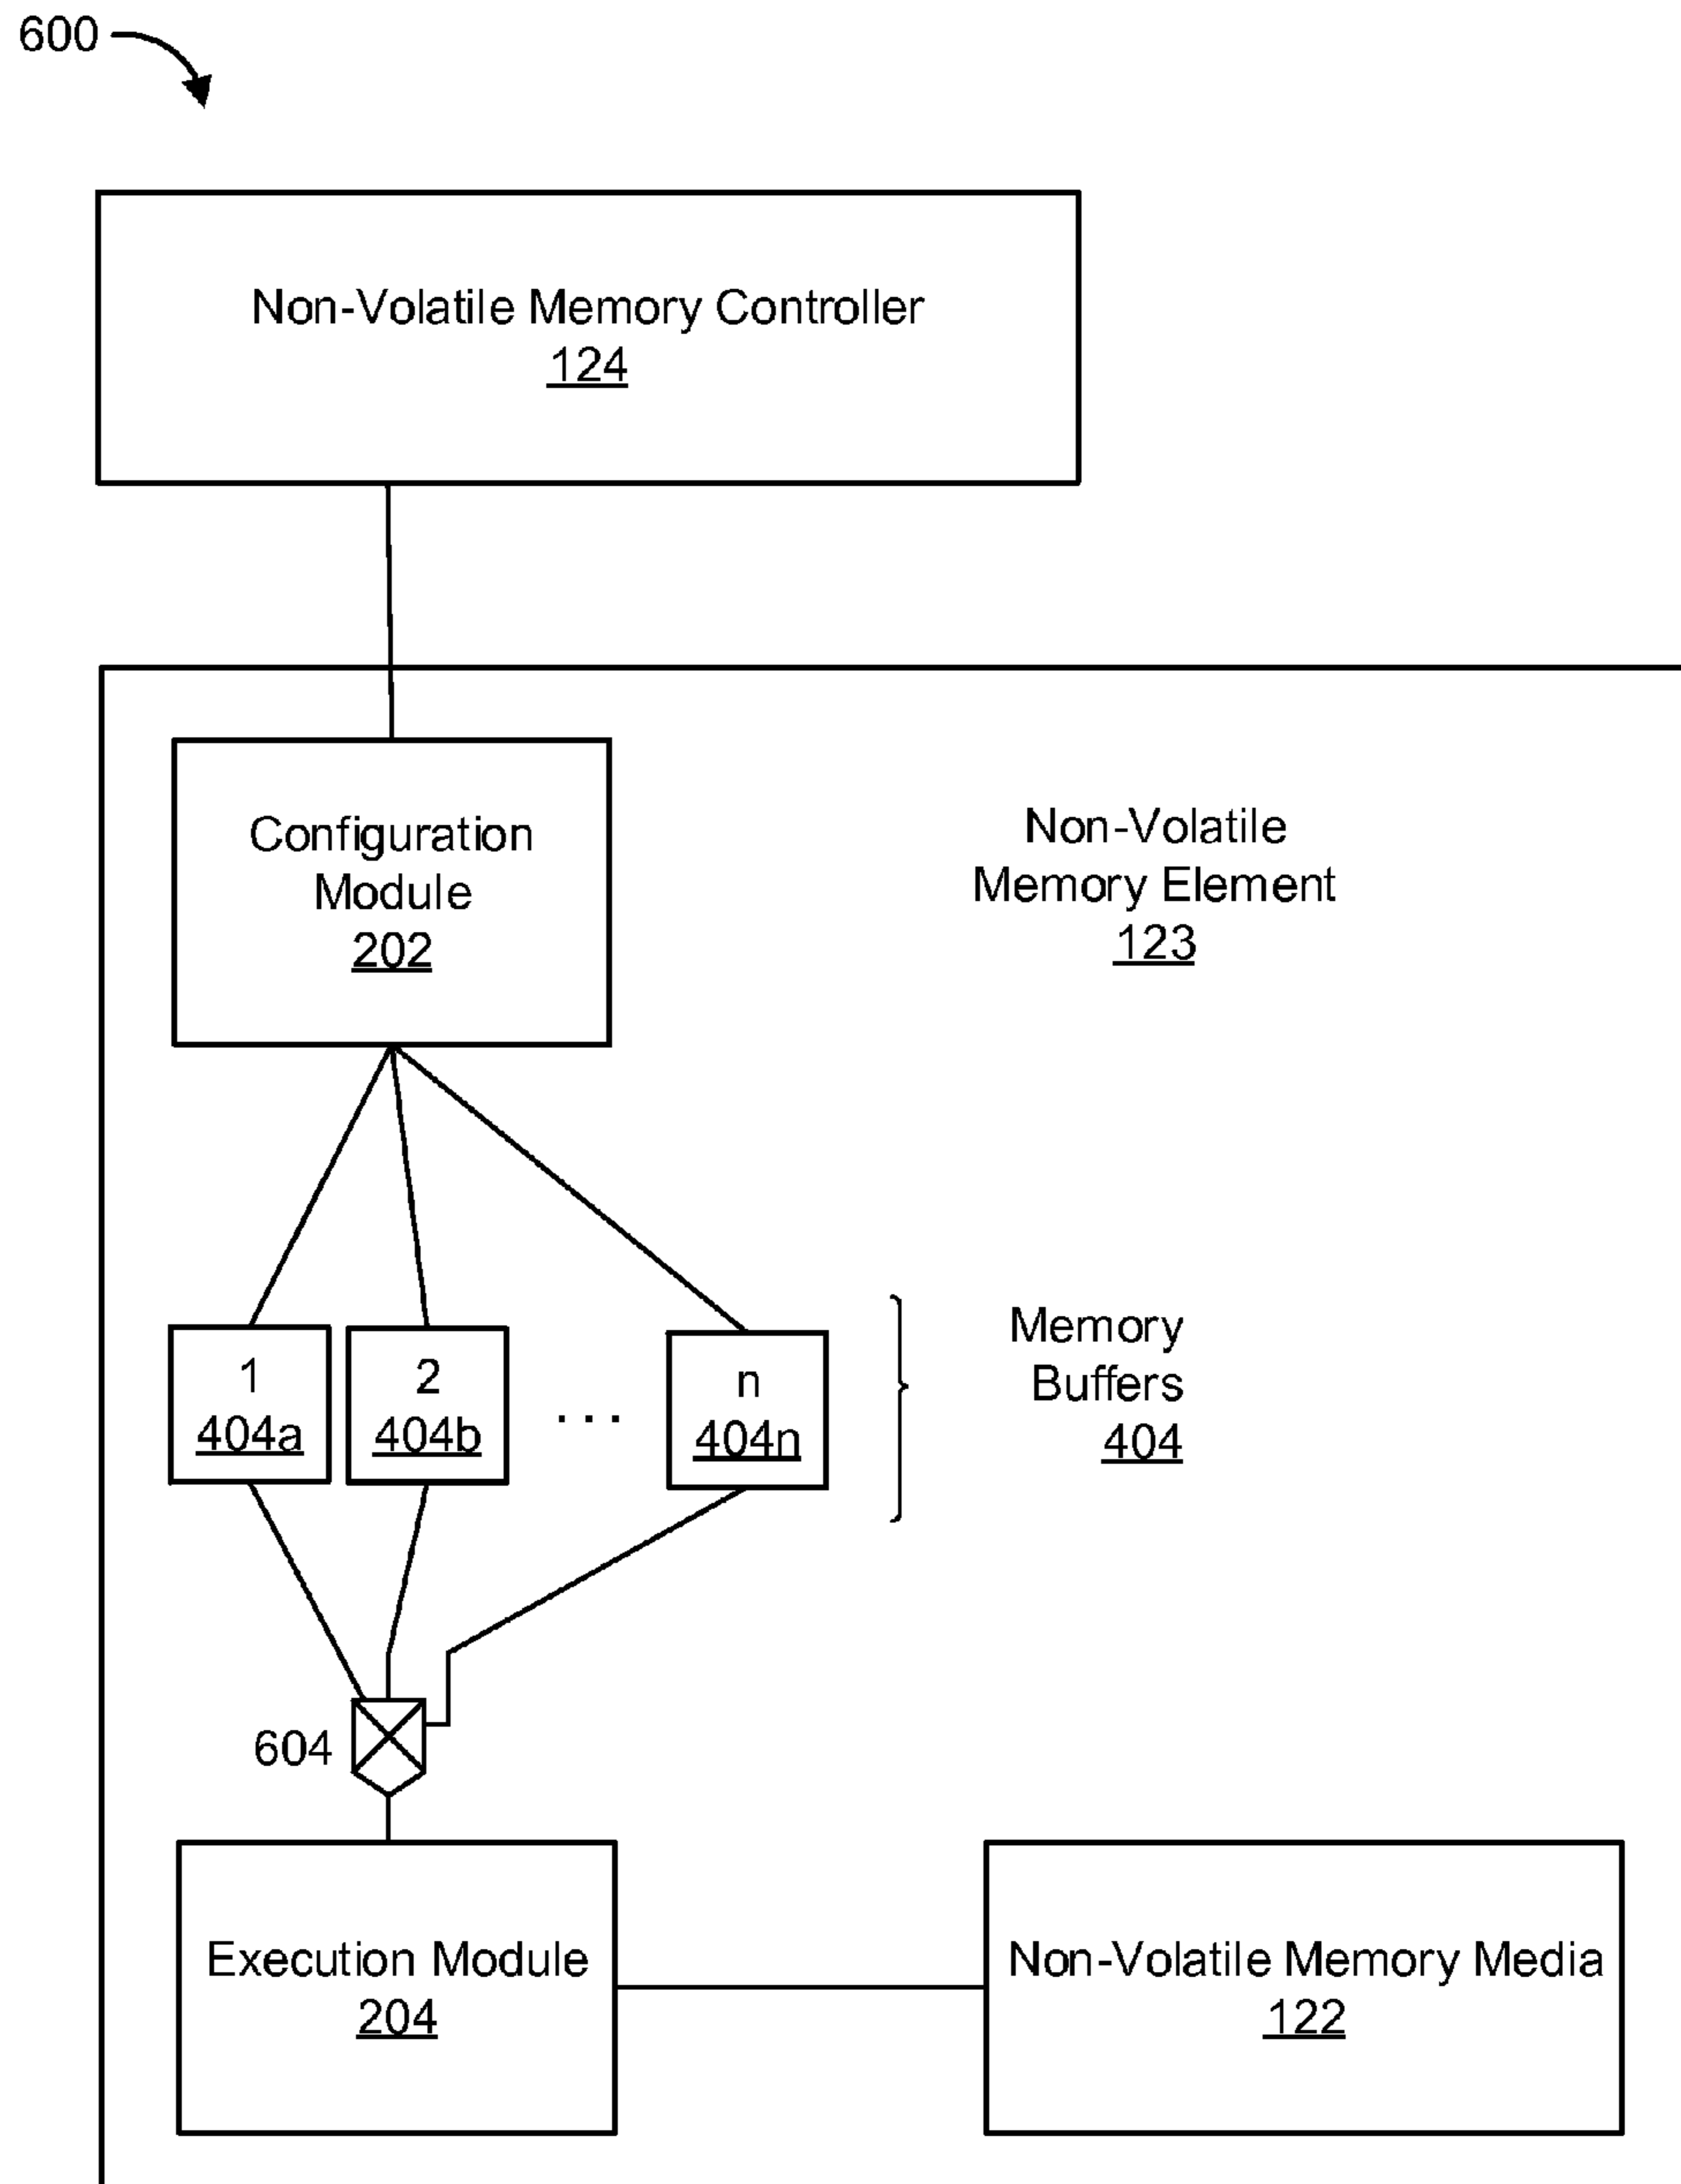 600
Non-Volatile Memory Controller
124
Configuration
Module
202
Non-Volatile
Memory Element
123
1
404a
2
404b
...
n
404n
Memory
Buffers
404
604
Execution Module
204
Non-Volatile Memory Media
122